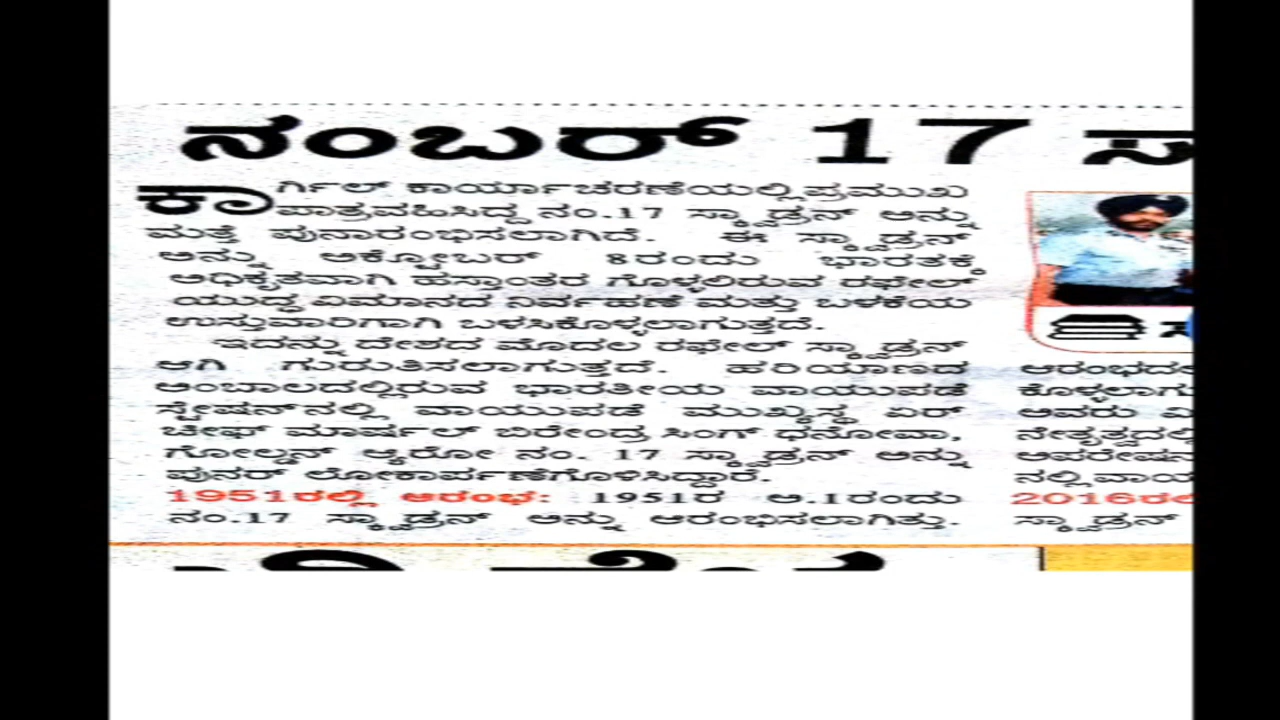 ನಂಬರ್ 17
ಕಾರ್ಗಿಲ್ ಕಾರ್ಯಾಚರಣೆಯಲ್ಲಿ ಪ್ರಮುಖ
ಪಾತ್ರವಹಿಸಿದ್ದ ನಂ.17 ಸ್ಕ್ವಾಡ್ರನ್ ಅನ್ನು
ಮತ್ತೆ ಪುನಾರಂಭಿಸಲಾಗಿದೆ. ಈ ಸ್ಕ್ವಾಡ್ರನ್
ಅನ್ನು ಅಕ್ಟೋಬರ್ 8ರಂದು ಭಾರತಕ್ಕೆ
ಅಧಿಕೃತವಾಗಿ ಹಸ್ತಾಂತರ ಗೊಳ್ಳಲಿರುವ ರಫೇಲ್
ಯುದ್ಧ ವಿಮಾನದ ನಿರ್ವಹಣೆ ಮತ್ತು ಬಳಕೆಯ
ಉಸ್ತುವಾರಿಗಾಗಿ ಬಳಸಿಕೊಳ್ಳಲಾಗುತ್ತದೆ.
ಇದನ್ನು ದೇಶದ ಮೊದಲ ರಫೇಲ್ ಸ್ಕ್ವಾಡ್ರನ್
ಆಗಿ ಗುರುತಿಸಲಾಗುತ್ತದೆ. ಹರಿಯಾಣದ
ಅಂಬಾಲದಲ್ಲಿರುವ ಭಾರತೀಯ ವಾಯುಪಡೆ
ಸ್ಟೇಷನ್‌ನಲ್ಲಿ ವಾಯುಪಡೆ ಮುಖ್ಯಸ್ಥ ಏರ್
ಚೀಫ್ ಮಾರ್ಷಲ್ ಬಿರೇಂದ್ರ ಸಿಂಗ್ ಧನೋವಾ,
ಗೋಲ್ಡನ್ ಆ್ಯರೋ ನಂ. 17 ಸ್ಕ್ವಾಡ್ರನ್ ಅನ್ನು
ಪುನರ್ ಲೋಕಾರ್ಪಣೆಗೊಳಿಸಿದ್ದಾರೆ.
1951ರಲ್ಲಿ ಆರಂಭ: 1951ರ ಅ.1ರಂದು
ನಂ.17 ಸ್ಕ್ವಾಡ್ರನ್ ಅನ್ನು ಆರಂಭಿಸಲಾಗಿತ್ತು.
ಅವರು
2016ರಲ್ಲಿ
ಸ್ಕ್ವಾಡ್ರನ್